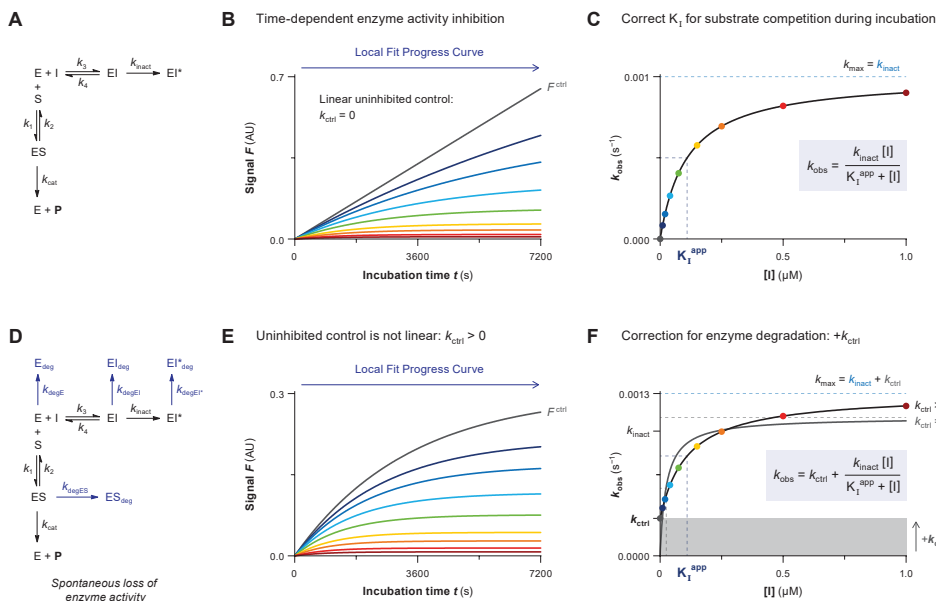 A
E + I
k3
k4
EI
kinact
EI*
+
S
k1
k2
ES
kcat
E + P
B Time-dependent enzyme activity inhibition
Local Fit Progress Curve
0.7
Linear uninhibited control:
kctrl = 0
Fctrl
Signal F (AU)
0.0
0
3600
7200
Incubation time t (s)
C Correct KI for substrate competition during incubation
0.001
kmax = kinact
kobs (s−1)
kobs = kinact [I] / KIapp + [I]
0.000
0
0.5
1.0
KIapp
[I] (µM)
D
Edeg
EIdeg
EI*deg
kdegE
kdegEI
kdegEI*
E + I
k3
k4
EI
kinact
EI*
+
S
k1
k2
kdegES
ES
ESdeg
kcat
E + P
Spontaneous loss of
enzyme activity
E Uninhibited control is not linear: kctrl > 0
Local Fit Progress Curve
0.3
Fctrl
Signal F (AU)
0.0
0
3600
7200
Incubation time t (s)
F Correction for enzyme degradation: +kctrl
kmax = kinact + kctrl
0.0013
kctrl
kctrl =
kinact
kobs (s−1)
kobs = kctrl + kinact [I] / KIapp + [I]
kctrl
0.0000
0
0.5
1.0
KIapp
[I] (µM)